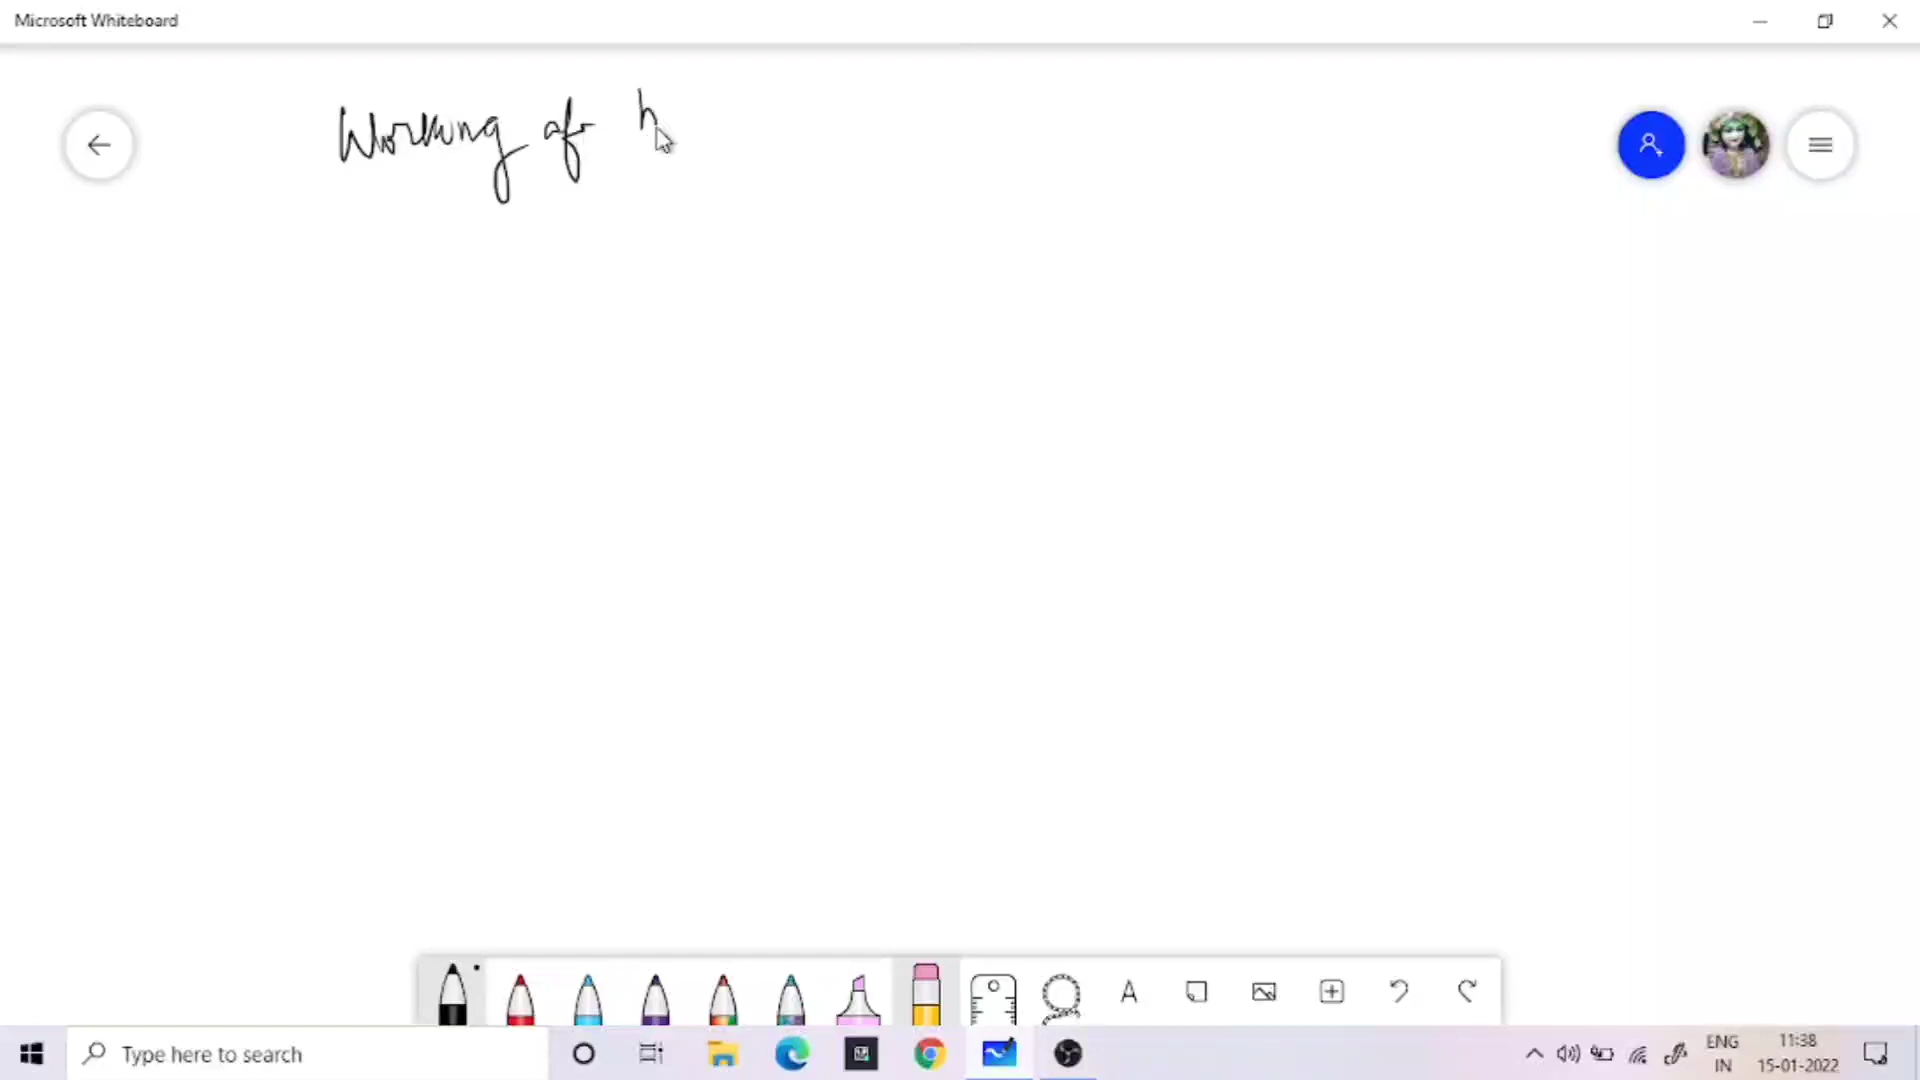 Microsoft Whiteboard
Working of h
Type here to search
ENG
IN
11:38
15-01-2022